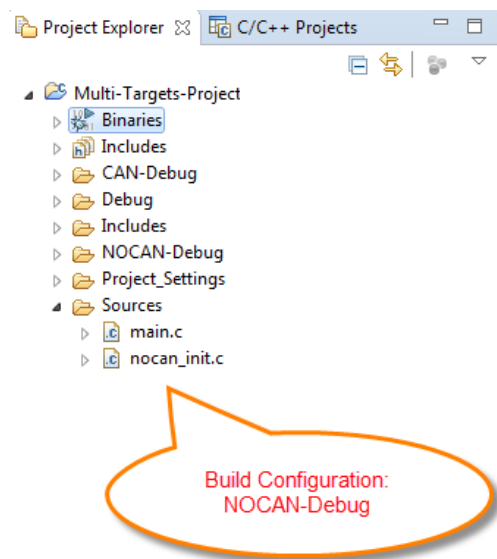 Project Explorer
C/C++ Projects
Multi-Targets-Project
Binaries
Includes
CAN-Debug
Debug
Includes
NOCAN-Debug
Project_Settings
Sources
.c main.c
.c nocan_init.c
Build Configuration:
NOCAN-Debug